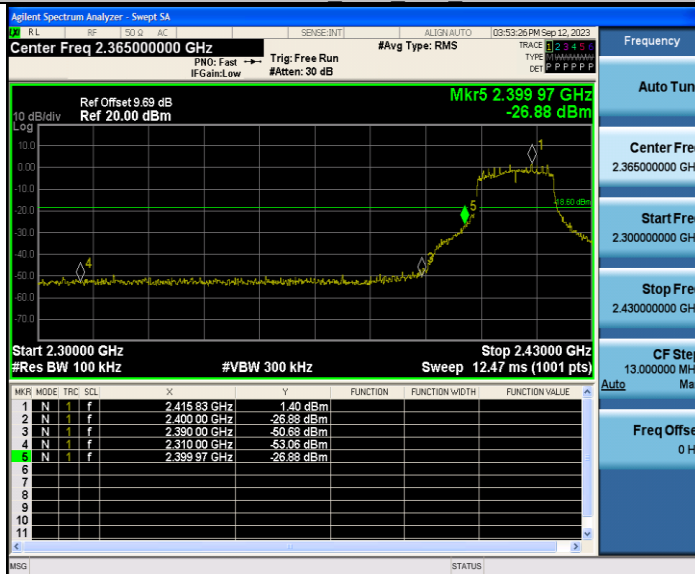 Agilent Spectrum Analyzer - Swept SA
RL RF 50 Ω AC SENSE:INT ALIGN AUTO 03:53:26 PM Sep 12, 2023
Center Freq 2.365000000 GHz #Avg Type: RMS TRACE 1 2 3 4 5 6
PNO: Fast Trig: Free Run TYPE M
IFGain:Low #Atten: 30 dB DET P P P P P P
Frequency
Auto Tun
Center Fre
2.365000000 GH
Start Fre
2.300000000 GH
Stop Fre
2.430000000 GH
CF Step
13.000000 MH
Auto Ma
Freq Offse
0 H
Mkr5 2.399 97 GHz
-26.88 dBm
Ref Offset 9.69 dB
10 dB/div Ref 20.00 dBm
Log
10.0
0.00
-10.0
-20.0
-30.0
-40.0
-50.0
-60.0
-70.0
1
5
-18.60 dBm
3
4
Start 2.30000 GHz Stop 2.43000 GHz
#Res BW 100 kHz #VBW 300 kHz Sweep 12.47 ms (1001 pts)
MKR MODE TRC SCL X Y FUNCTION FUNCTION WIDTH FUNCTION VALUE
1 N 1 f 2.415 83 GHz 1.40 dBm
2 N 1 f 2.400 00 GHz -26.88 dBm
3 N 1 f 2.390 00 GHz -50.68 dBm
4 N 1 f 2.310 00 GHz -53.06 dBm
5 N 1 f 2.399 97 GHz -26.88 dBm
6
7
8
9
10
11
MSG STATUS